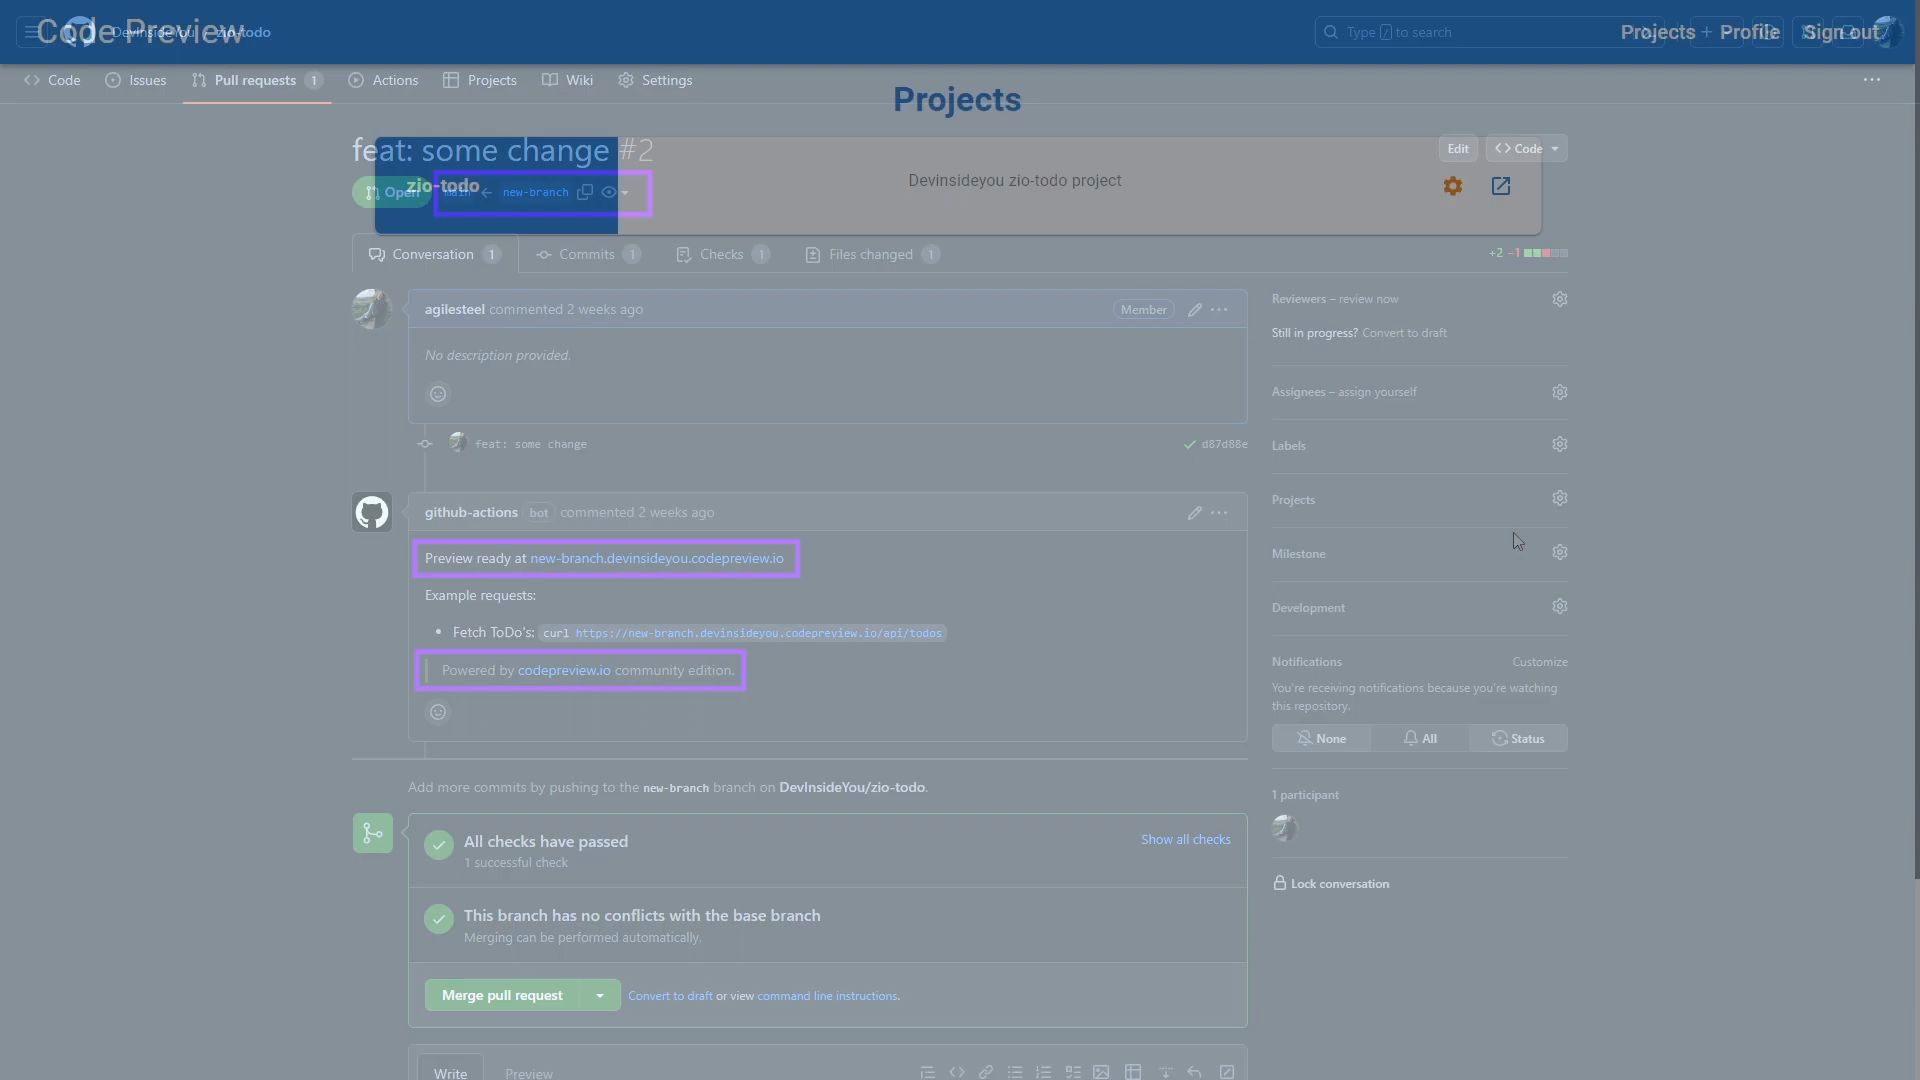 Code Preview
DevInsideYou
zio-todo
Type / to search
Projects
Profile
Sign out
Code
Issues
Pull requests 1
Actions
Projects
Wiki
Settings
Projects
feat: some change #2
Edit
Code
zio-todo
Devinsideyou zio-todo project
Open
main
new-branch
Conversation 1
Commits 1
Checks 1
Files changed 1
+2 −1
agilesteel commented 2 weeks ago
Member
No description provided.
feat: some change
d87d88e
github-actions bot commented 2 weeks ago
Preview ready at new-branch.devinsideyou.codepreview.io
Example requests:
• Fetch ToDo's: curl https://new-branch.devinsideyou.codepreview.io/api/todos
Powered by codepreview.io community edition.
Add more commits by pushing to the new-branch branch on DevInsideYou/zio-todo.
All checks have passed
1 successful check
Show all checks
This branch has no conflicts with the base branch
Merging can be performed automatically.
Merge pull request
Convert to draft or view command line instructions.
Write
Preview
Reviewers – review now
Still in progress? Convert to draft
Assignees – assign yourself
Labels
Projects
Milestone
Development
Notifications
Customize
You're receiving notifications because you're watching
this repository.
None
All
Status
1 participant
Lock conversation